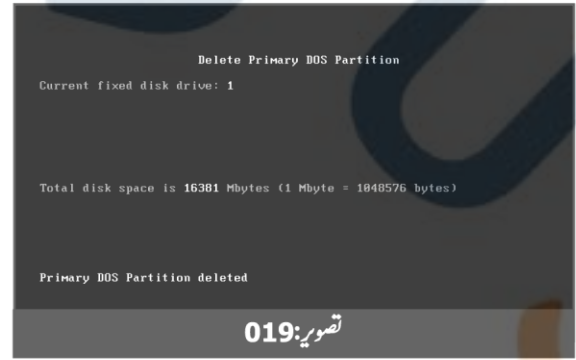 Delete Primary DOS Partition
Current fixed disk drive: 1
Total disk space is 16381 Mbytes (1 Mbyte = 1048576 bytes)
Primary DOS Partition deleted
تصویر:019